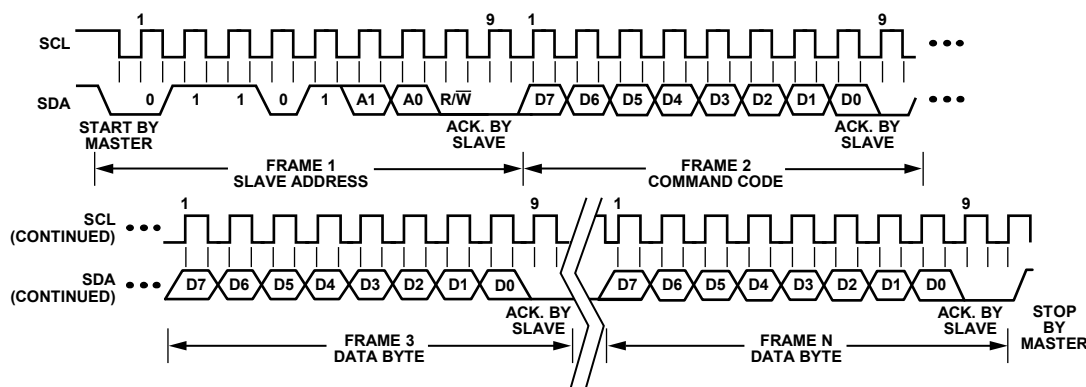 1 9 1 9
SCL •••
SDA 0 1 1 0 1 A1 A0 R/W̅ D7 D6 D5 D4 D3 D2 D1 D0 •••
START BY
MASTER
ACK. BY
SLAVE
ACK. BY
SLAVE
FRAME 1
SLAVE ADDRESS
FRAME 2
COMMAND CODE
1 9 1 9
SCL
(CONTINUED) •••
SDA
(CONTINUED) ••• D7 D6 D5 D4 D3 D2 D1 D0 D7 D6 D5 D4 D3 D2 D1 D0
ACK. BY
SLAVE
ACK. BY
SLAVE
STOP
BY
MASTER
FRAME 3
DATA BYTE
FRAME N
DATA BYTE